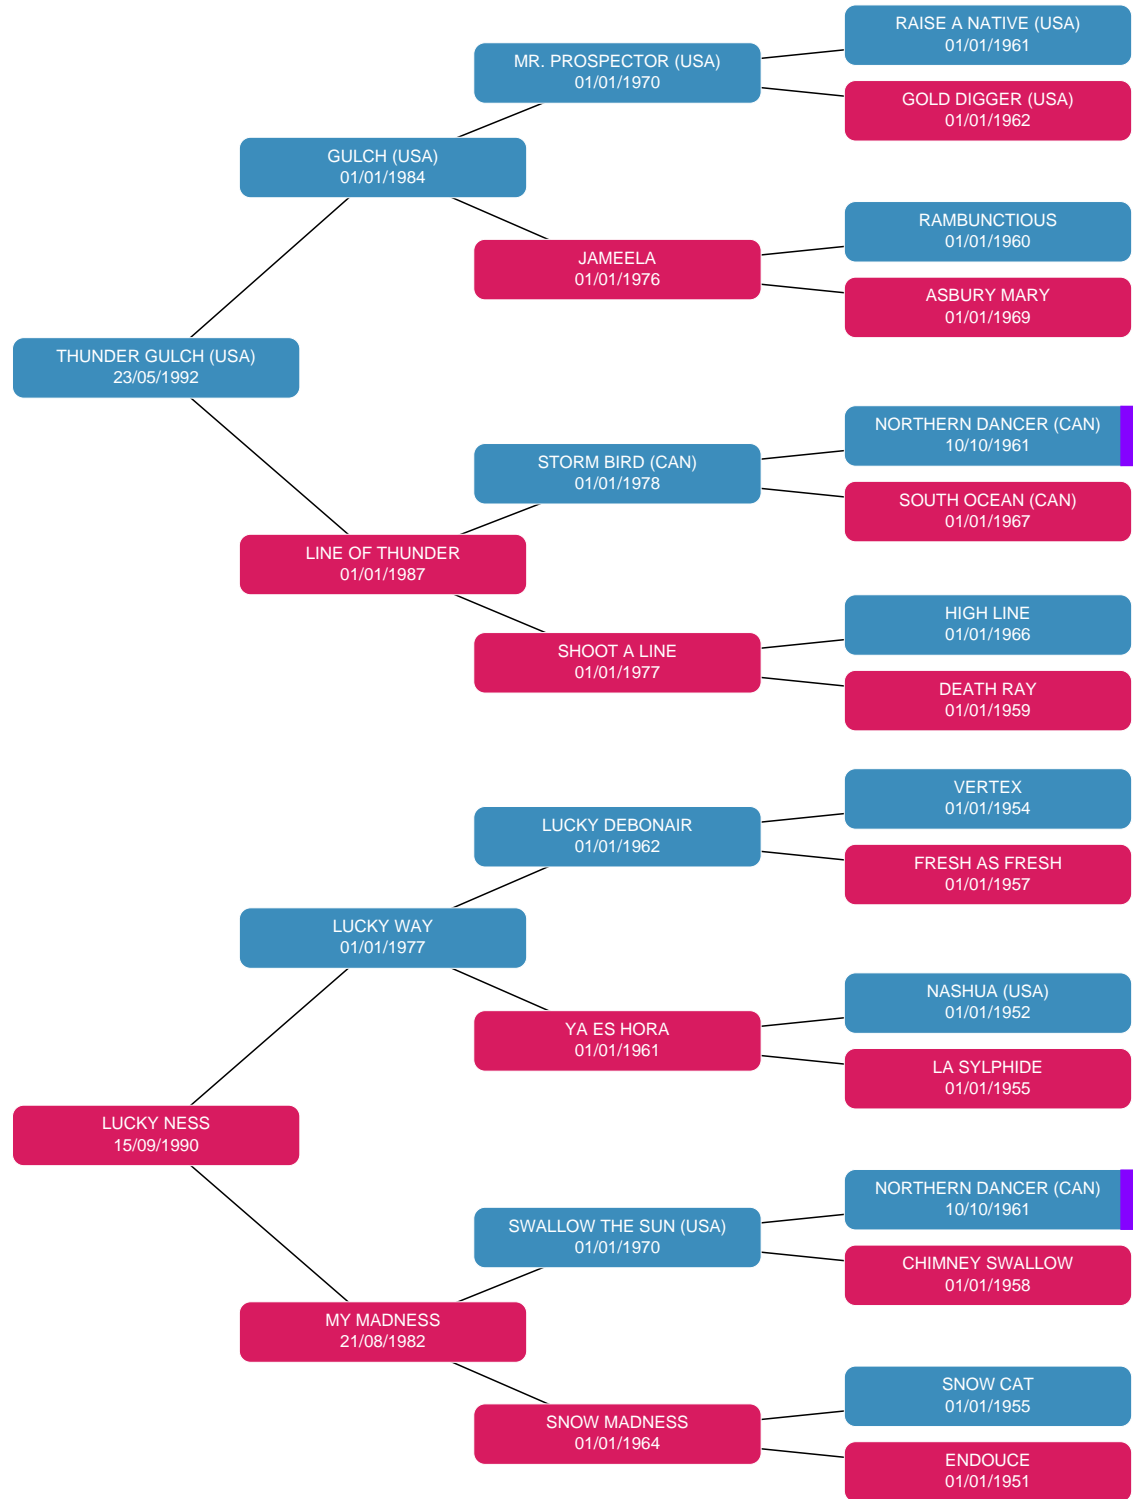 RAISE A NATIVE (USA)
01/01/1961
MR. PROSPECTOR (USA)
01/01/1970
GOLD DIGGER (USA)
01/01/1962
GULCH (USA)
01/01/1984
RAMBUNCTIOUS
01/01/1960
JAMEELA
01/01/1976
ASBURY MARY
01/01/1969
THUNDER GULCH (USA)
23/05/1992
NORTHERN DANCER (CAN)
10/10/1961
STORM BIRD (CAN)
01/01/1978
SOUTH OCEAN (CAN)
01/01/1967
LINE OF THUNDER
01/01/1987
HIGH LINE
01/01/1966
SHOOT A LINE
01/01/1977
DEATH RAY
01/01/1959
VERTEX
01/01/1954
LUCKY DEBONAIR
01/01/1962
FRESH AS FRESH
01/01/1957
LUCKY WAY
01/01/1977
NASHUA (USA)
01/01/1952
YA ES HORA
01/01/1961
LA SYLPHIDE
01/01/1955
LUCKY NESS
15/09/1990
NORTHERN DANCER (CAN)
10/10/1961
SWALLOW THE SUN (USA)
01/01/1970
CHIMNEY SWALLOW
01/01/1958
MY MADNESS
21/08/1982
SNOW CAT
01/01/1955
SNOW MADNESS
01/01/1964
ENDOUCE
01/01/1951